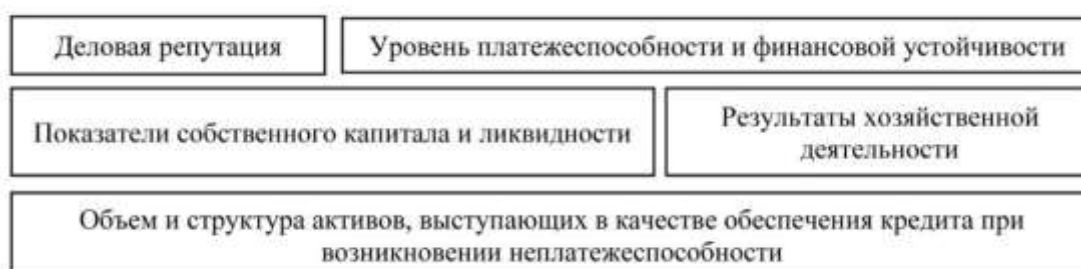 Деловая репутация
Уровень платежеспособности и финансовой устойчивости
Показатели собственного капитала и ликвидности
Результаты хозяйственной
деятельности
Объем и структура активов, выступающих в качестве обеспечения кредита при
возникновении неплатежеспособности